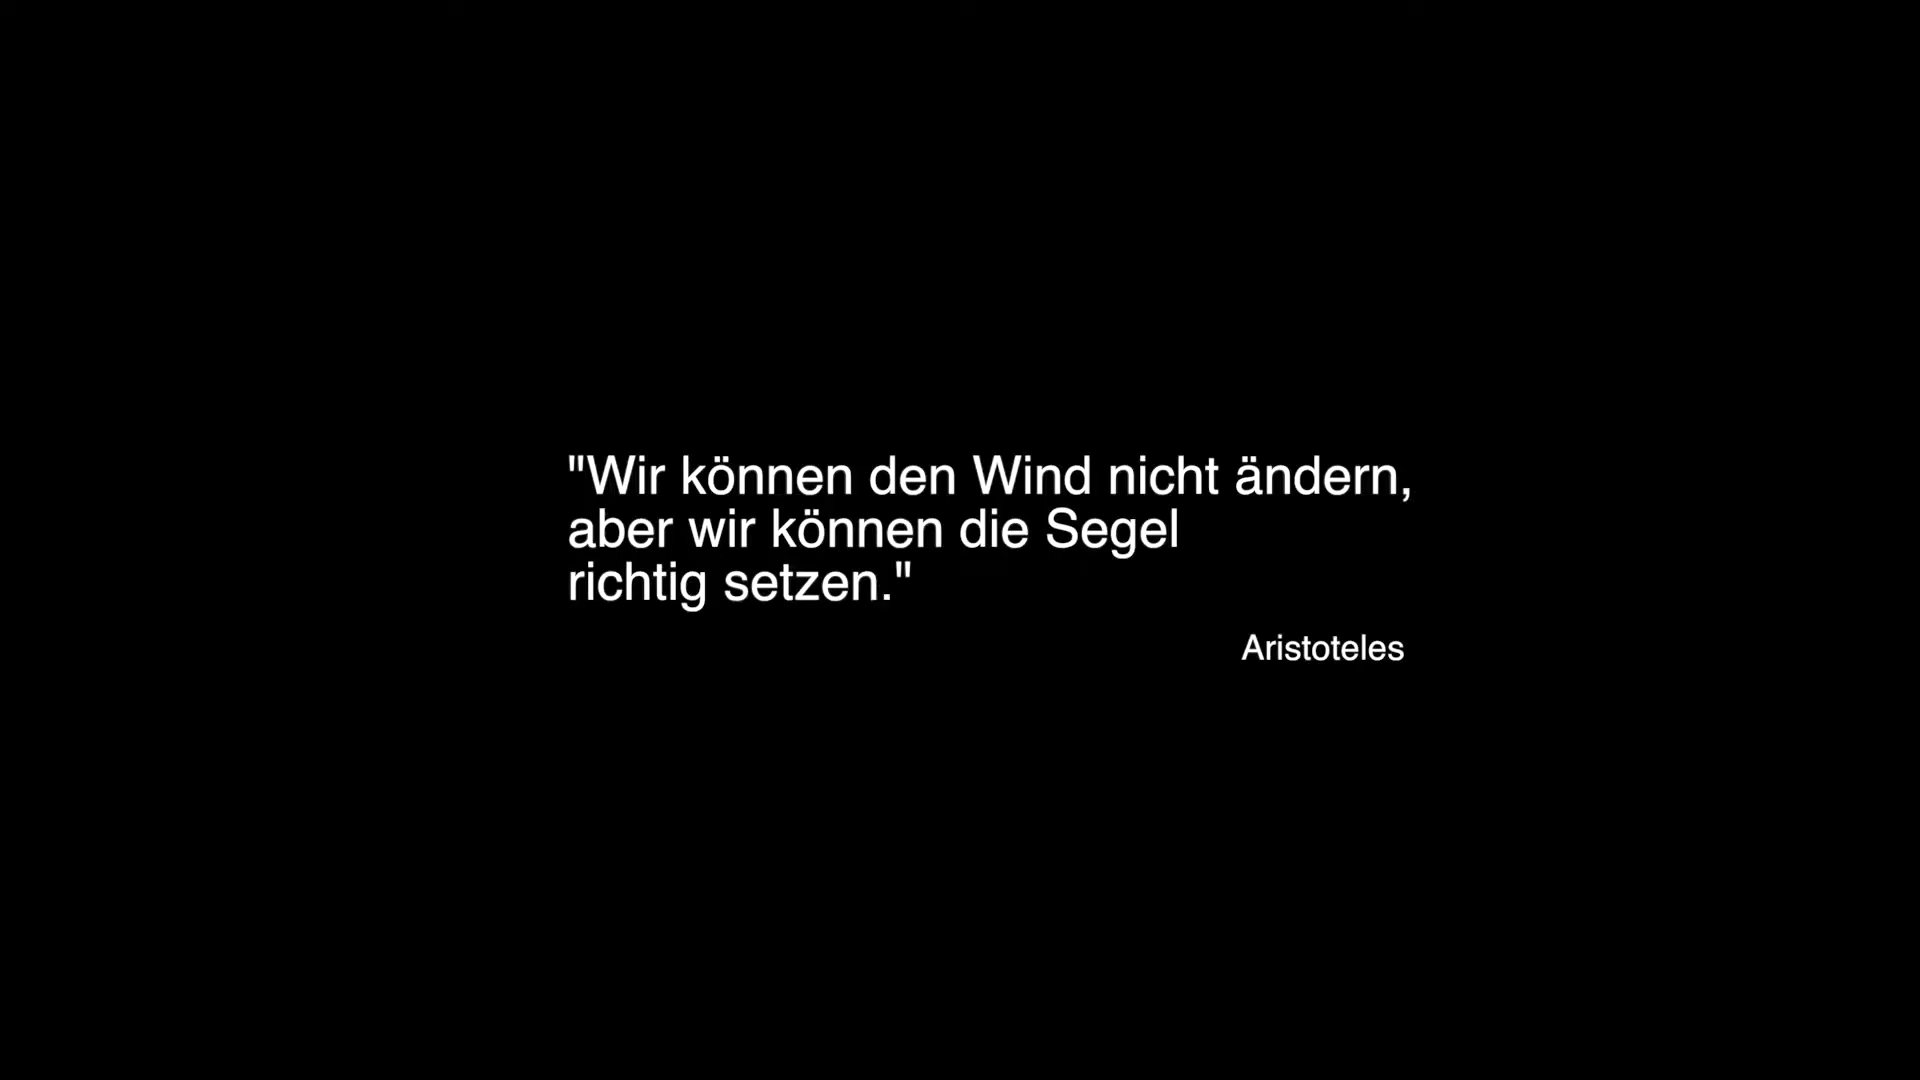 "Wir können den Wind nicht ändern,
aber wir können die Segel
richtig setzen."
Aristoteles